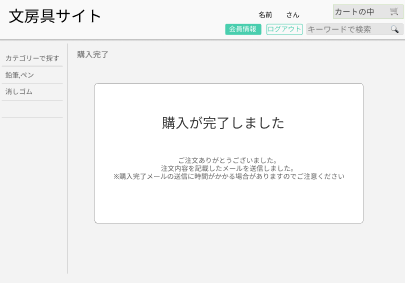 文房具サイト
名前 さん
カートの中
会員情報
ログアウト
キーワードで検索
カテゴリーで探す
鉛筆,ペン
消しゴム
購入完了
購入が完了しました
ご注文ありがとうございました。
注文内容を記載したメールを送信しました。
※購入完了メールの送信に時間がかかる場合がありますのでご注意ください